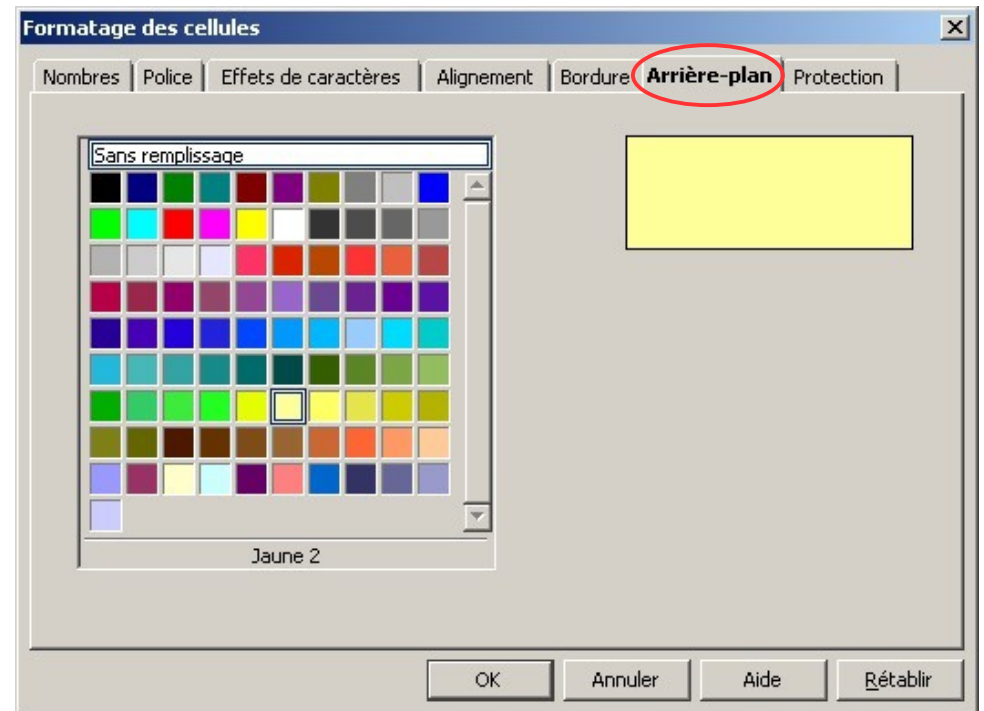 Formatage des cellules
Nombres Police Effets de caractères Alignement Bordure Arrière-plan Protection
Sans remplissage
Jaune 2
OK Annuler Aide Rétablir